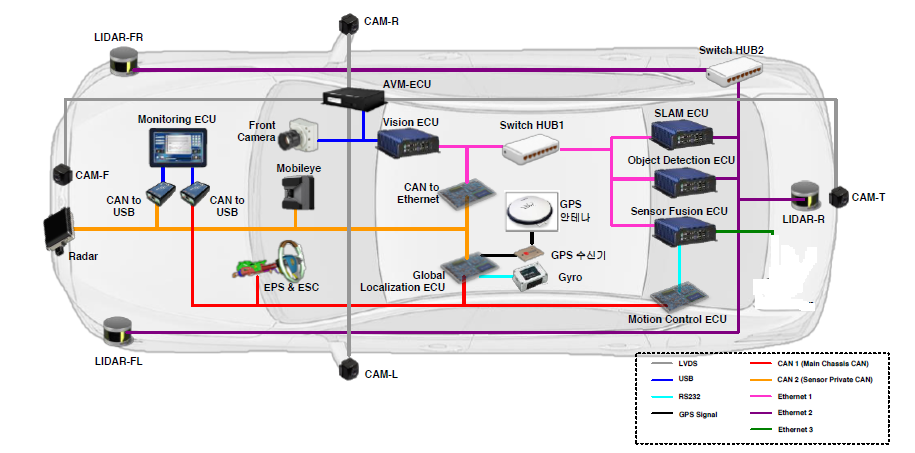 CAM-R
LIDAR-FR
Switch HUB2
AVM-ECU
Monitoring ECU
Front
Camera
Vision ECU
Switch HUB1
SLAM ECU
Mobileye
Object Detection ECU
CAM-F
CAN to
USB
CAN to
USB
CAN to
Ethernet
GPS
안테나
Sensor Fusion ECU
LIDAR-R
CAM-T
Radar
GPS 수신기
EPS & ESC
Global
Localization ECU
Gyro
Motion Control ECU
LIDAR-FL
CAM-L
LVDS
USB
RS232
GPS Signal
CAN 1 (Main Chassis CAN)
CAN 2 (Sensor Private CAN)
Ethernet 1
Ethernet 2
Ethernet 3